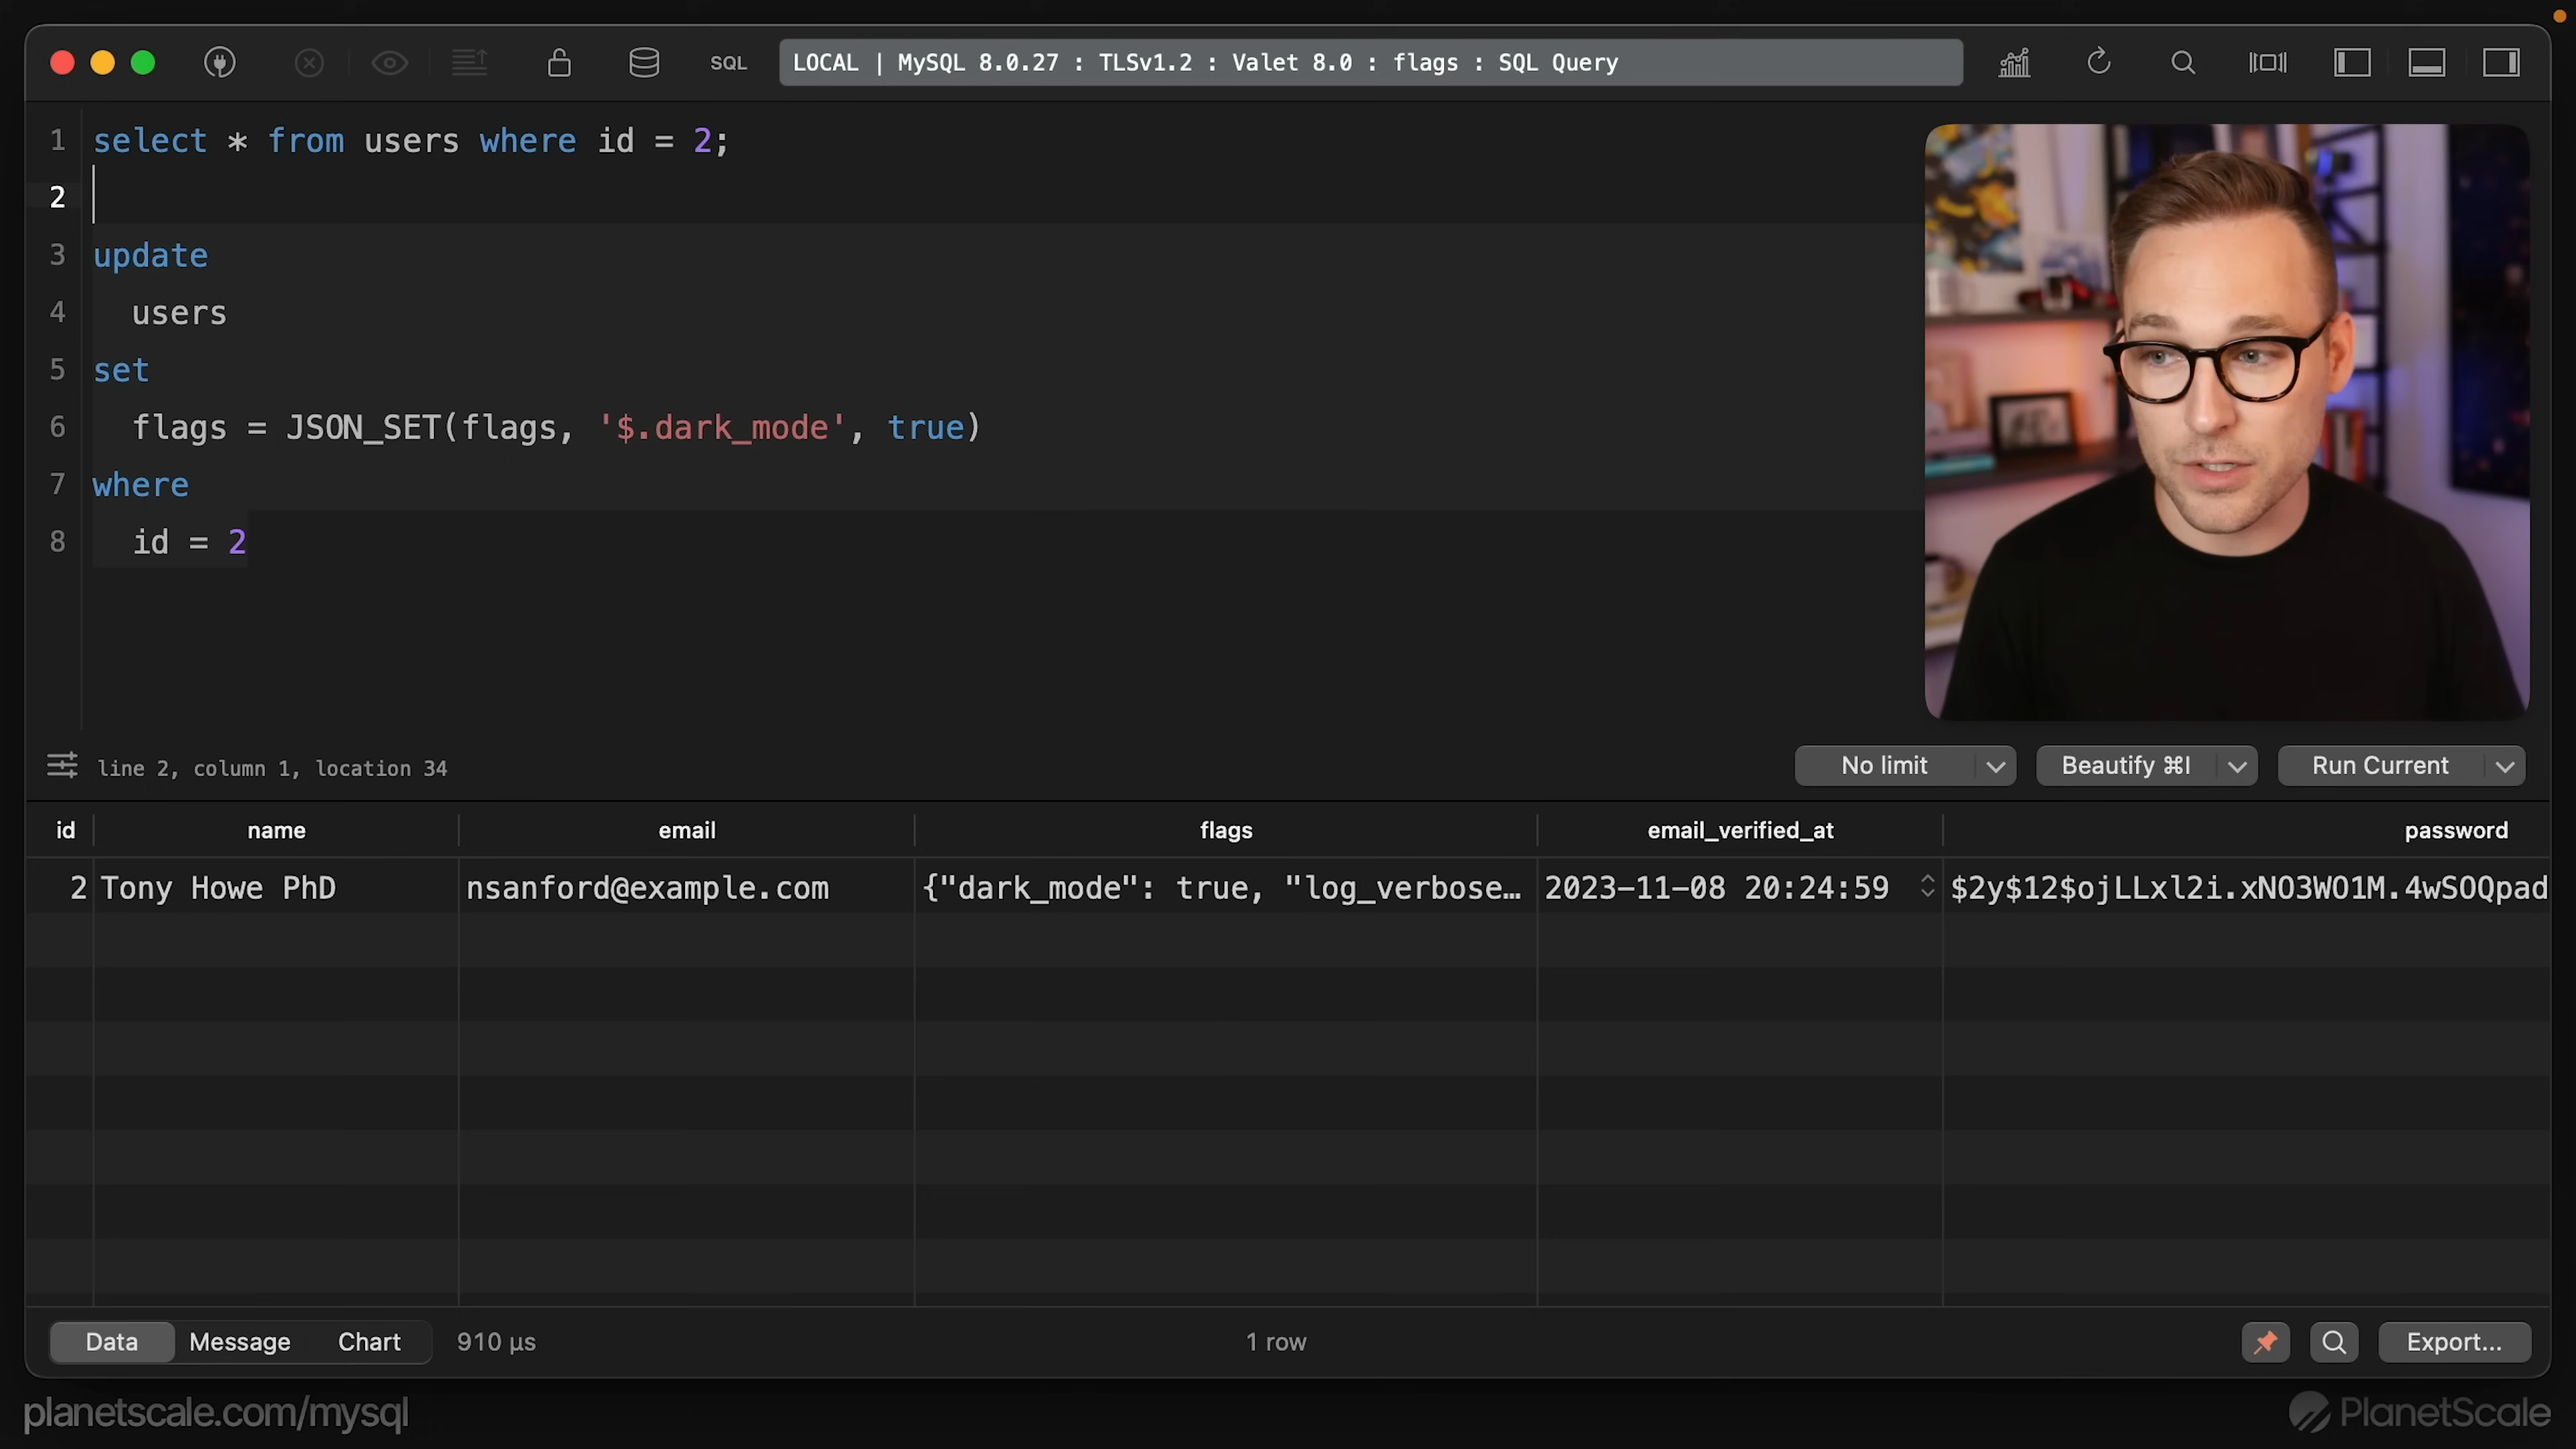 SQL
LOCAL | MySQL 8.0.27 : TLSv1.2 : Valet 8.0 : flags : SQL Query
1 select * from users where id = 2;
2
3 update
4 users
5 set
6 flags = JSON_SET(flags, '$.dark_mode', true)
7 where
8 id = 2
line 2, column 1, location 34
No limit
Beautify ⌘I
Run Current
id name email flags email_verified_at password
2 Tony Howe PhD nsanford@example.com {"dark_mode": true, "log_verbose… 2023-11-08 20:24:59 $2y$12$ojLLxl2i.xNO3WO1M.4wSOQpad
Data Message Chart 910 µs 1 row Export...
planetscale.com/mysql
PlanetScale